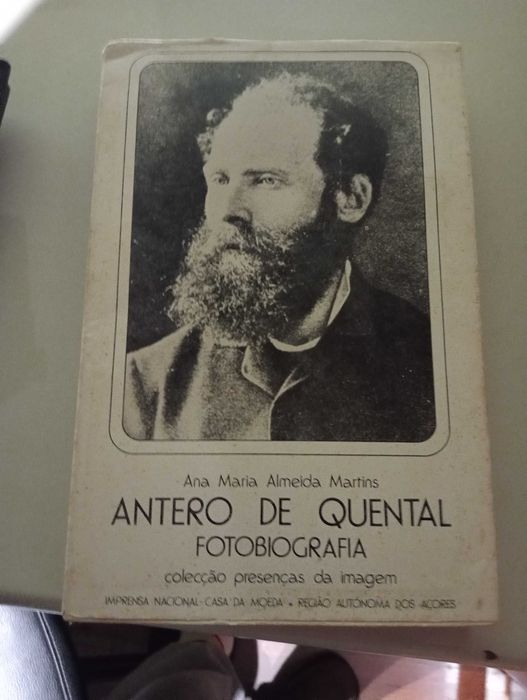 Ana Maria Almeida Martins
ANTERO DE QUENTAL
FOTOBIOGRAFIA
colecção presenças da imagem
IMPRENSA NACIONAL-CASA DA MOEDA • REGIÃO AUTÓNOMA DOS AÇORES